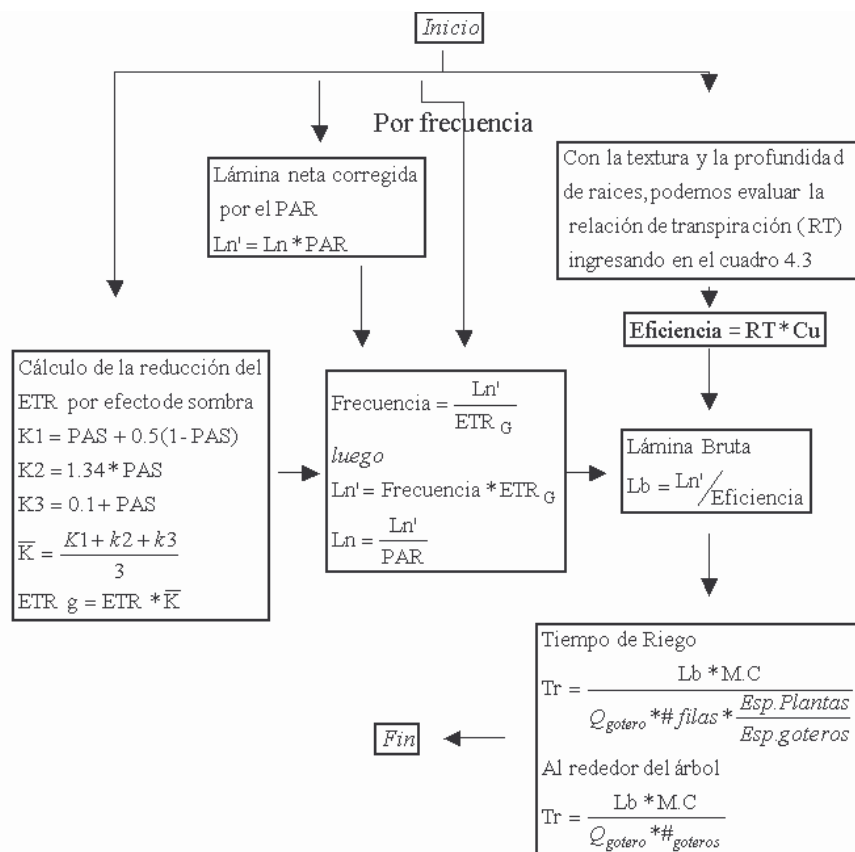 Inicio
Por frecuencia
Lámina neta corregida
por el PAR
Ln' = Ln * PAR
Con la textura y la profundidad
de raices, podemos evaluar la
relación de transpiración (RT)
ingresando en el cuadro 4.3
Eficiencia = RT * Cu
Cálculo de la reducción del
ETR por efecto de sombra
K1 = PAS + 0.5(1 - PAS)
K2 = 1.34 * PAS
K3 = 0.1 + PAS
K̅ = (K1 + k2 + k3) / 3
ETR g = ETR * K̅
Frecuencia = Ln' / ETR G
luego
Ln' = Frecuencia * ETR G
Ln = Ln' / PAR
Lámina Bruta
Lb = Ln' / Eficiencia
Tiempo de Riego
Tr = Lb * M.C / (Q gotero * # filas * Esp.Plantas / Esp.goteros)
Al rededor del árbol
Tr = Lb * M.C / (Q gotero * # goteros)
Fin